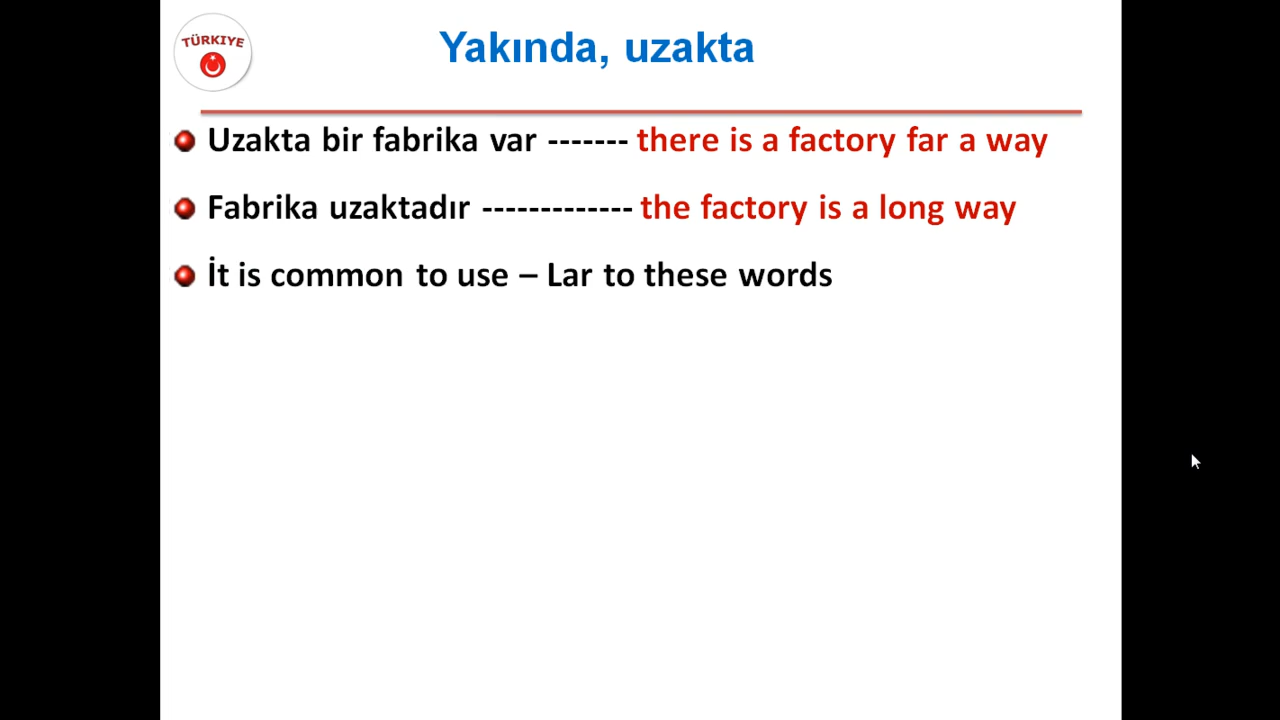 TÜRKIYE
Yakında, uzakta
Uzakta bir fabrika var ------- there is a factory far a way
Fabrika uzaktadır ------------- the factory is a long way
İt is common to use – Lar to these words